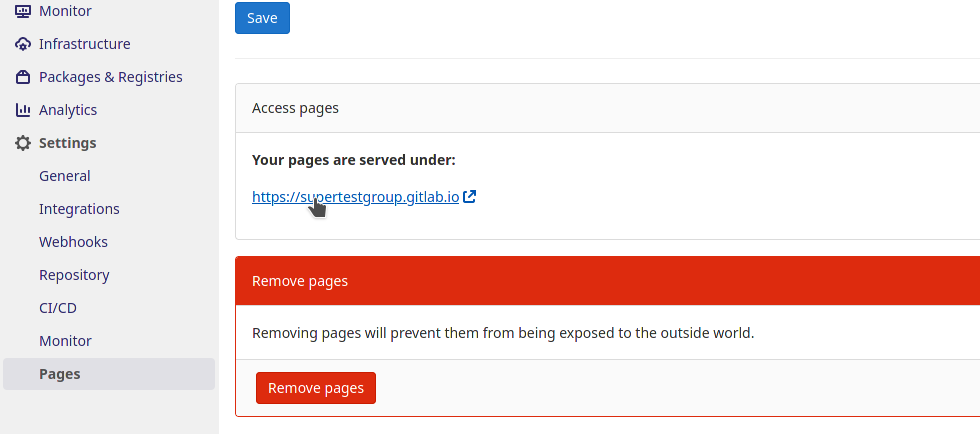 Monitor
Infrastructure
Packages & Registries
Analytics
Settings
General
Integrations
Webhooks
Repository
CI/CD
Monitor
Pages
Save
Access pages
Your pages are served under:
https://supertestgroup.gitlab.io
Remove pages
Removing pages will prevent them from being exposed to the outside world.
Remove pages